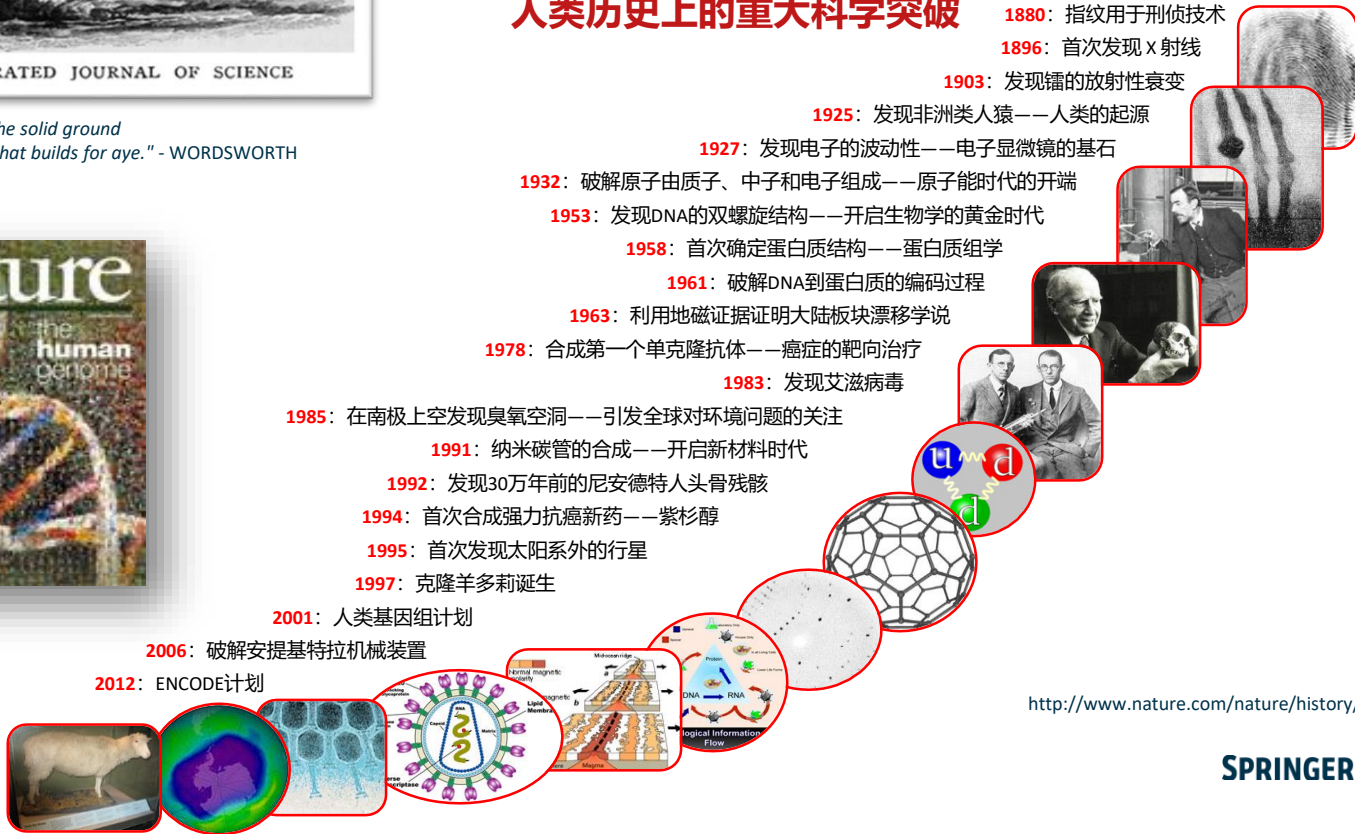 人类历史上的重大科学突破
RATED JOURNAL OF SCIENCE
he solid ground
hat builds for aye." - WORDSWORTH
ture
the
human
genome
1880：指纹用于刑侦技术
1896：首次发现 X 射线
1903：发现镭的放射性衰变
1925：发现非洲类人猿——人类的起源
1927：发现电子的波动性——电子显微镜的基石
1932：破解原子由质子、中子和电子组成——原子能时代的开端
1953：发现DNA的双螺旋结构——开启生物学的黄金时代
1958：首次确定蛋白质结构——蛋白质组学
1961：破解DNA到蛋白质的编码过程
1963：利用地磁证据证明大陆板块漂移学说
1978：合成第一个单克隆抗体——癌症的靶向治疗
1983：发现艾滋病毒
1985：在南极上空发现臭氧空洞——引发全球对环境问题的关注
1991：纳米碳管的合成——开启新材料时代
1992：发现30万年前的尼安德特人头骨残骸
1994：首次合成强力抗癌新药——紫杉醇
1995：首次发现太阳系外的行星
1997：克隆羊多莉诞生
2001：人类基因组计划
2006：破解安提基特拉机械装置
2012：ENCODE计划
u d
d
Protein
DNA RNA
logical Information
Flow
Mid-ocean ridge
Normal magnetic
polarity
a
b
Magma
RNA
Capsid
Matrix
Lipid
Membra
http://www.nature.com/nature/history/
SPRINGER